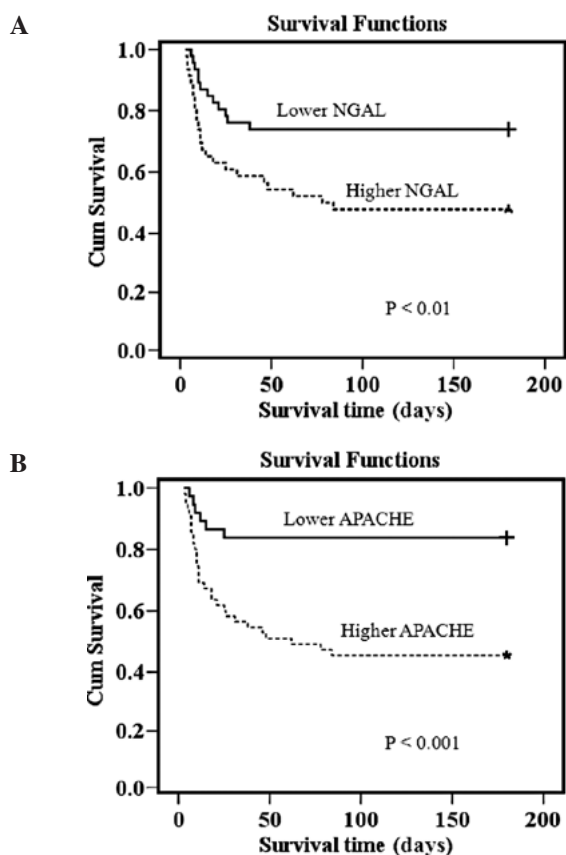 A
Survival Functions
1.0
0.8
0.6
0.4
0.2
0.0
Cum Survival
Lower NGAL
Higher NGAL
P < 0.01
0 50 100 150 200
Survival time (days)
B
Survival Functions
1.0
0.8
0.6
0.4
0.2
0.0
Cum Survival
Lower APACHE
Higher APACHE
P < 0.001
0 50 100 150 200
Survival time (days)